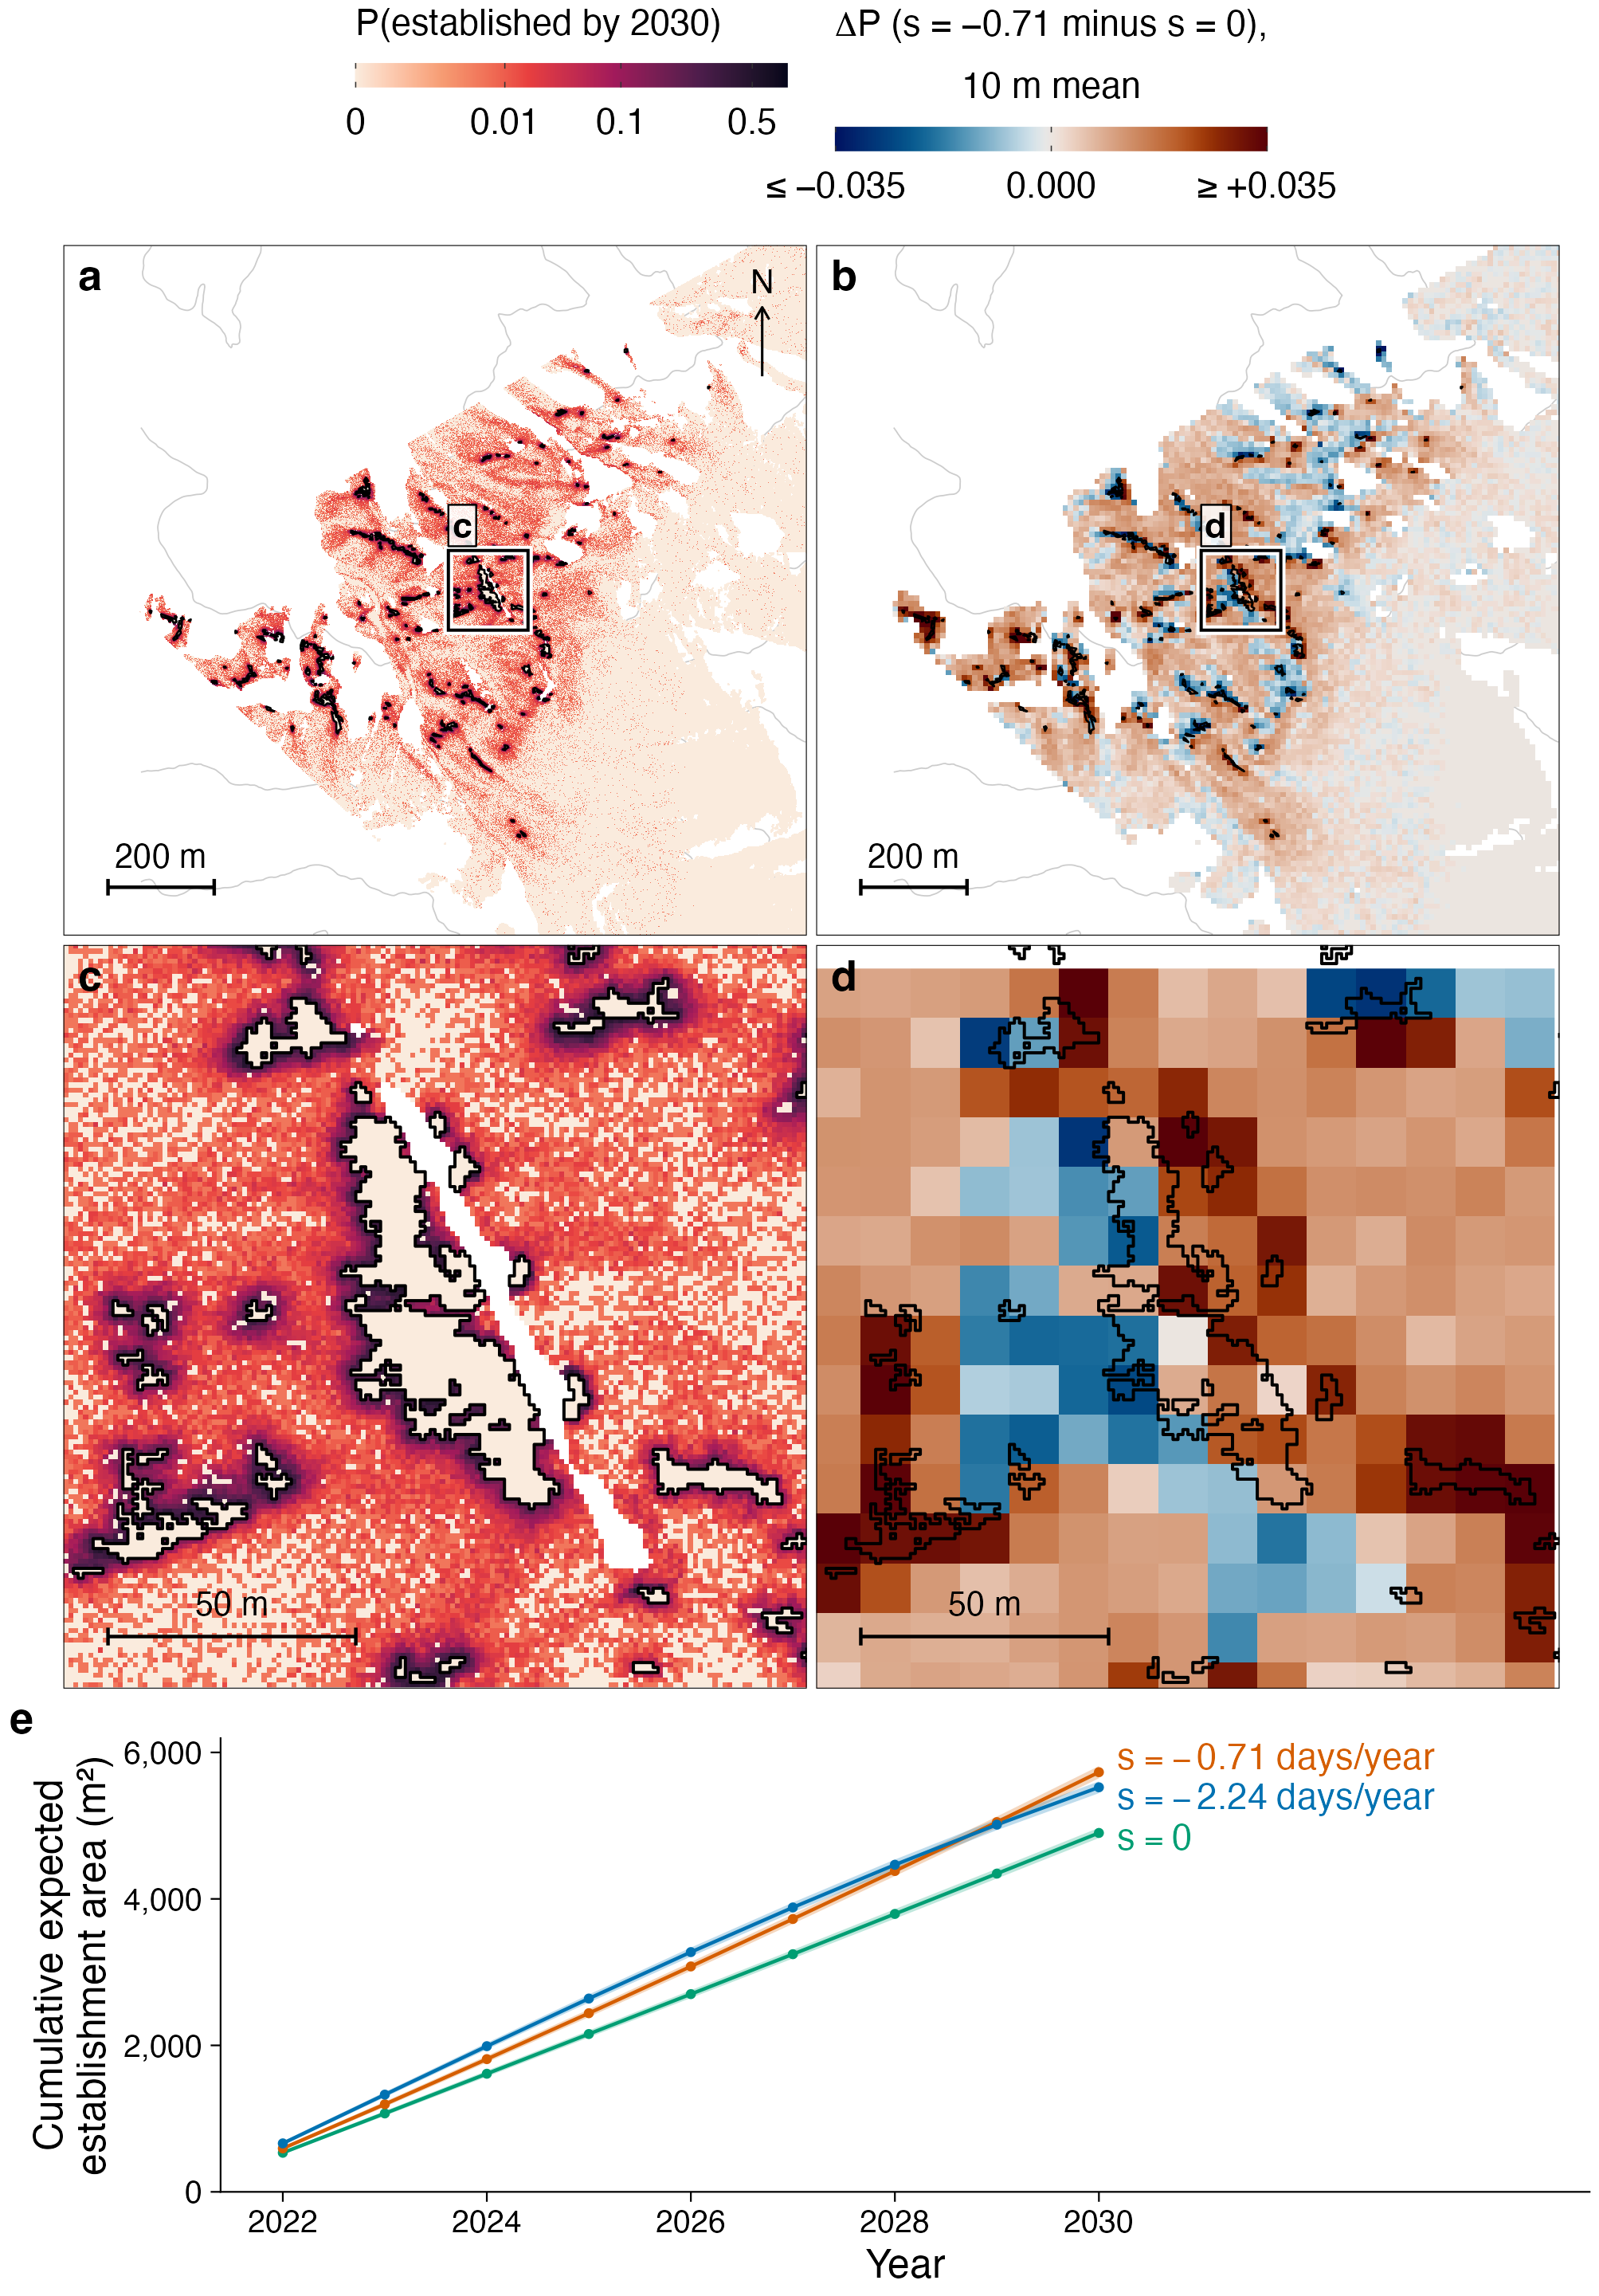 P(established by 2030)
0 0.01 0.1 0.5
ΔP (s = −0.71 minus s = 0),
10 m mean
≤ −0.035 0.000 ≥ +0.035
a
N
c
200 m
b
d
200 m
c
50 m
d
50 m
e
Cumulative expected
establishment area (m²)
6,000
4,000
2,000
0
s = −0.71 days/year
s = −2.24 days/year
s = 0
2022 2024 2026 2028 2030
Year